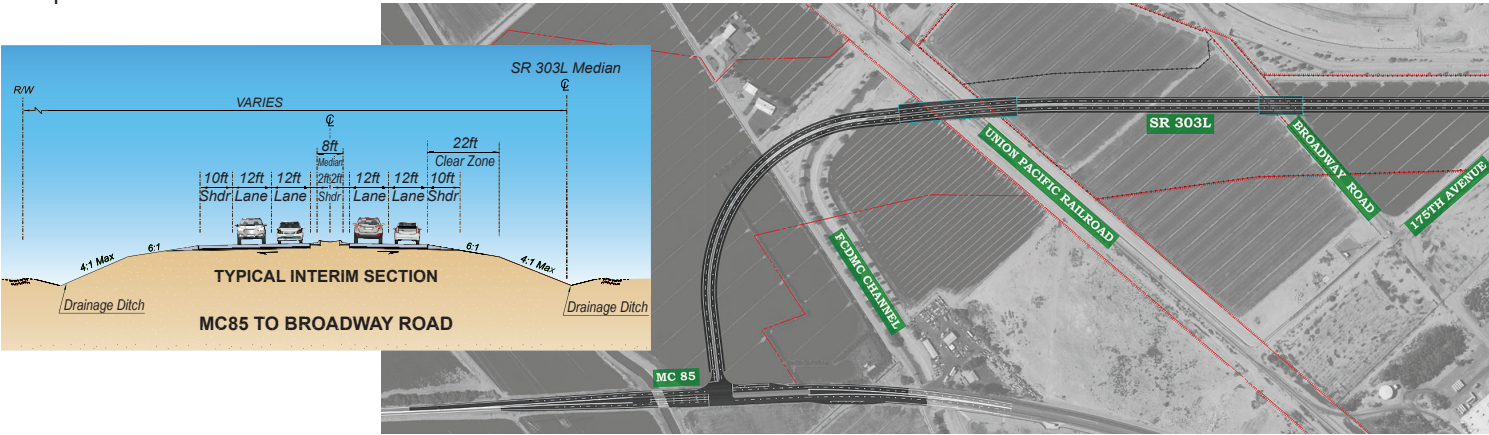 SR 303L Median
R/W
℄
VARIES
℄
8ft
22ft
Median
Clear Zone
10ft 12ft 12ft 2ft 2ft 12ft 12ft 10ft
Shdr Lane Lane Shdr Lane Lane Shdr
6:1
6:1
4:1 Max
4:1 Max
TYPICAL INTERIM SECTION
Drainage Ditch
Drainage Ditch
MC85 TO BROADWAY ROAD
SR 303L
UNION PACIFIC RAILROAD
BROADWAY ROAD
175TH AVENUE
FCDMC CHANNEL
MC 85